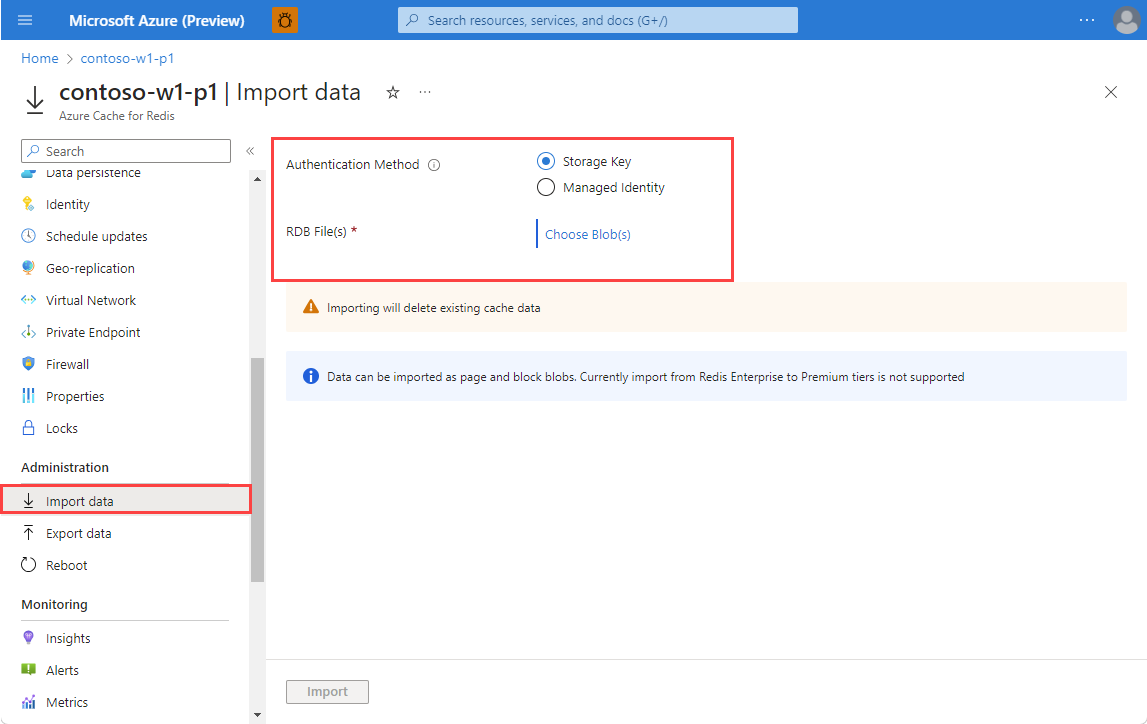 Microsoft Azure (Preview)
Search resources, services, and docs (G+/)
Home > contoso-w1-p1
contoso-w1-p1 | Import data
Azure Cache for Redis
Search
Data persistence
Identity
Schedule updates
Geo-replication
Virtual Network
Private Endpoint
Firewall
Properties
Locks
Administration
Import data
Export data
Reboot
Monitoring
Insights
Alerts
Metrics
Authentication Method
Storage Key
Managed Identity
RDB File(s) *
Choose Blob(s)
Importing will delete existing cache data
Data can be imported as page and block blobs. Currently import from Redis Enterprise to Premium tiers is not supported
Import